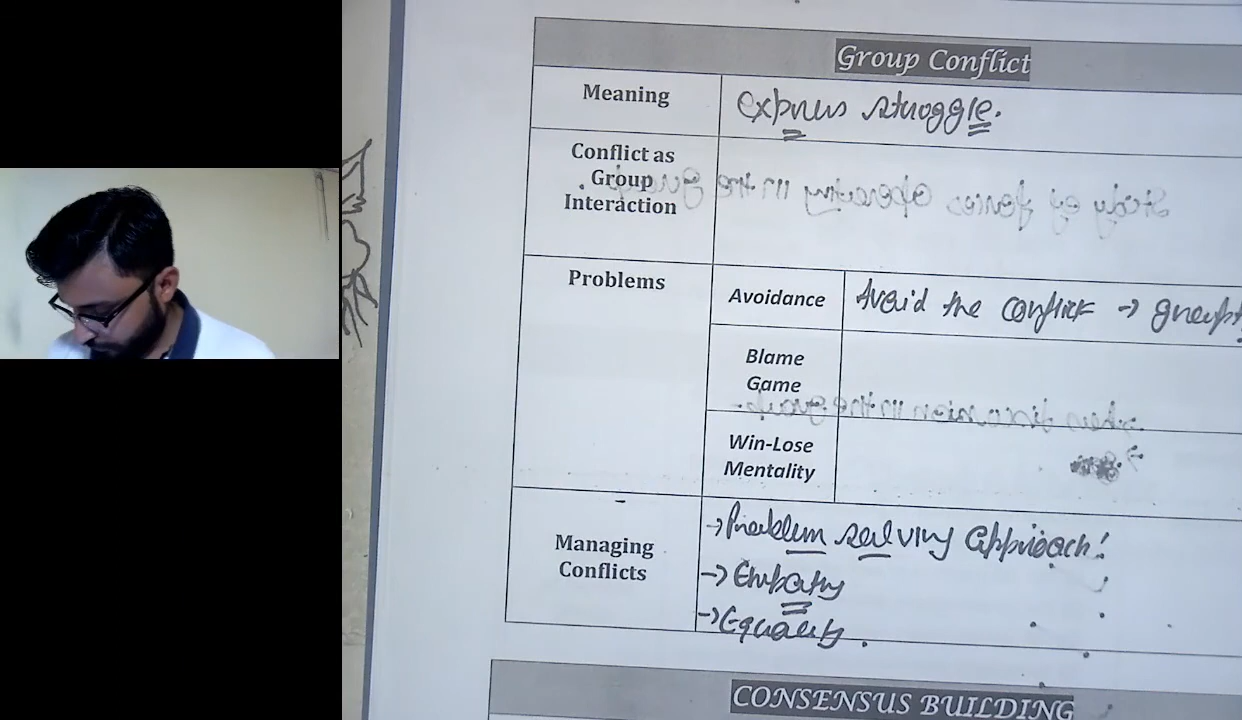 Group Conflict
Meaning
express struggle.
Conflict as
Group
Interaction
Problems
Avoidance
Avoid the conflict →
Blame
Game
Win-Lose
Mentality
Managing
Conflicts
→ Problem solving approach!
→ Empathy
→ Equality.
CONSENSUS BUILDING